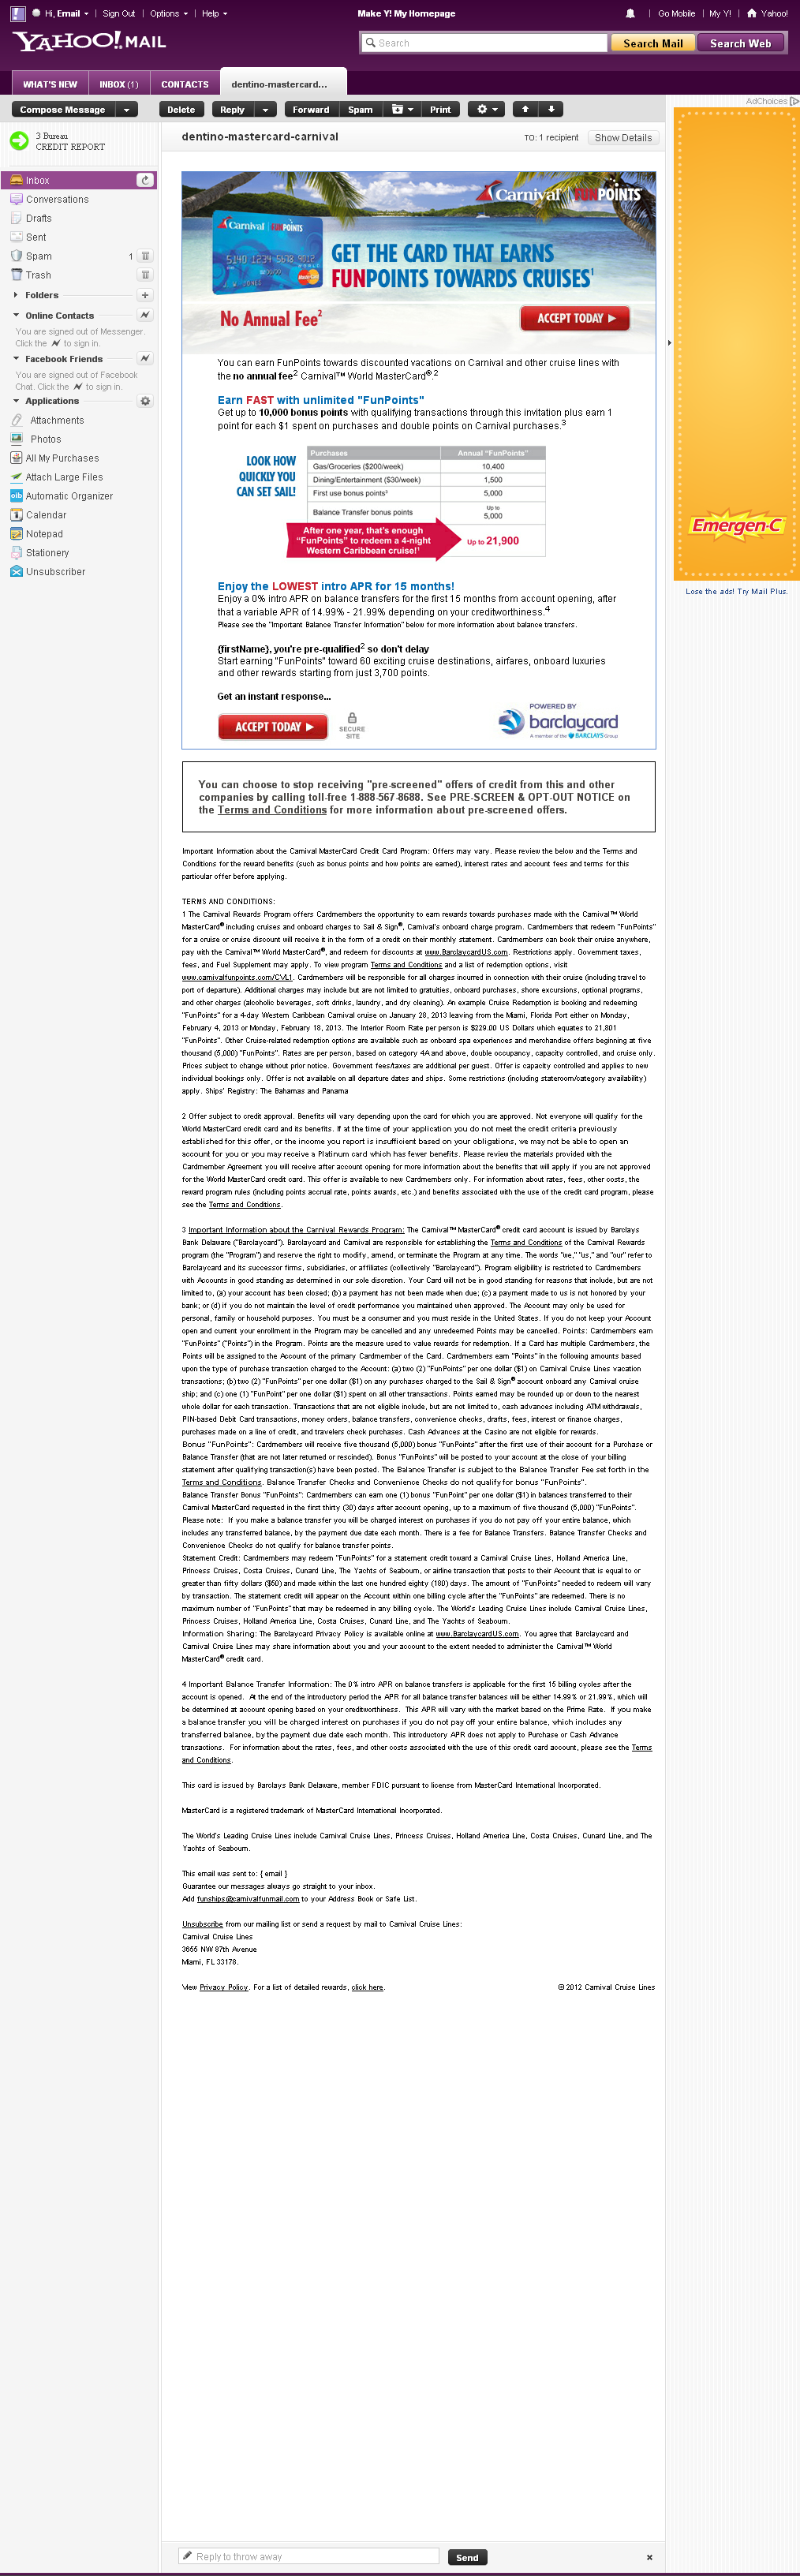 Hi, Email
Sign Out
Options
Help
Make Y! My Homepage
Go Mobile
My Y!
Yahoo!
YAHOO! MAIL
Search
Search Mail
Search Web
WHAT'S NEW
INBOX (1)
CONTACTS
dentino-mastercard...
Compose Message
Delete
Reply
Forward
Spam
Print
AdChoices
3 Bureau
CREDIT REPORT
Inbox
Conversations
Drafts
Sent
Spam 1
Trash
Folders
Online Contacts
You are signed out of Messenger.
Click the to sign in.
Facebook Friends
You are signed out of Facebook
Chat. Click the to sign in.
Applications
Attachments
Photos
All My Purchases
Attach Large Files
Automatic Organizer
Calendar
Notepad
Stationery
Unsubscriber
dentino-mastercard-carnival
TO: 1 recipient
Show Details
Carnival FUNPOINTS
Carnival FUNPOINTS
5140 1234 5678 9012
MasterCard
GET THE CARD THAT EARNS
FUNPOINTS TOWARDS CRUISES¹
No Annual Fee²
ACCEPT TODAY
You can earn FunPoints towards discounted vacations on Carnival and other cruise lines with
the no annual fee² Carnival™ World MasterCard®.²
Earn FAST with unlimited "FunPoints"
Get up to 10,000 bonus points with qualifying transactions through this invitation plus earn 1
point for each $1 spent on purchases and double points on Carnival purchases.³
LOOK HOW
QUICKLY YOU
CAN SET SAIL!
Purchases Annual "FunPoints"
Gas/Groceries ($200/week) 10,400
Dining/Entertainment ($30/week) 1,500
First use bonus points³ 5,000
Balance Transfer bonus points Up to 5,000
After one year, that's enough
"FunPoints" to redeem a 4-night
Western Caribbean cruise!¹
Up to 21,900
Enjoy the LOWEST intro APR for 15 months!
Enjoy a 0% intro APR on balance transfers for the first 15 months from account opening, after
that a variable APR of 14.99% - 21.99% depending on your creditworthiness.⁴
Please see the "Important Balance Transfer Information" below for more information about balance transfers.
{firstName}, you're pre-qualified² so don't delay
Start earning "FunPoints" toward 60 exciting cruise destinations, airfares, onboard luxuries
and other rewards starting from just 3,700 points.
Get an instant response...
ACCEPT TODAY
SECURE
SITE
POWERED BY
barclaycard
A member of the BARCLAYS Group
You can choose to stop receiving "pre-screened" offers of credit from this and other
companies by calling toll-free 1-888-567-8688. See PRE-SCREEN & OPT-OUT NOTICE on
the Terms and Conditions for more information about pre-screened offers.
Important Information about the Carnival MasterCard Credit Card Program: Offers may vary. Please review the below and the Terms and
Conditions for the reward benefits (such as bonus points and how points are earned), interest rates and account fees and terms for this
particular offer before applying.
TERMS AND CONDITIONS:
1 The Carnival Rewards Program offers Cardmembers the opportunity to earn rewards towards purchases made with the Carnival™ World
MasterCard® including cruises and onboard charges to Sail & Sign®, Carnival's onboard charge program. Cardmembers that redeem "FunPoints"
for a cruise or cruise discount will receive it in the form of a credit on their monthly statement. Cardmembers can book their cruise anywhere,
pay with the Carnival™ World MasterCard®, and redeem for discounts at www.BarclaycardUS.com. Restrictions apply. Government taxes,
fees, and Fuel Supplement may apply. To view program Terms and Conditions and a list of redemption options, visit
www.carnivalfunpoints.com/CVL1. Cardmembers will be responsible for all charges incurred in connection with their cruise (including travel to
port of departure). Additional charges may include but are not limited to gratuities, onboard purchases, shore excursions, optional programs,
and other charges (alcoholic beverages, soft drinks, laundry, and dry cleaning). An example Cruise Redemption is booking and redeeming
"FunPoints" for a 4-day Western Caribbean Carnival cruise on January 28, 2013 leaving from the Miami, Florida Port either on Monday,
February 4, 2013 or Monday, February 18, 2013. The Interior Room Rate per person is $229.00 US Dollars which equates to 21,801
"FunPoints". Other Cruise-related redemption options are available such as onboard spa experiences and merchandise offers beginning at five
thousand (5,000) "FunPoints". Rates are per person, based on category 4A and above, double occupancy, capacity controlled, and cruise only.
Prices subject to change without prior notice. Government fees/taxes are additional per guest. Offer is capacity controlled and applies to new
individual bookings only. Offer is not available on all departure dates and ships. Some restrictions (including stateroom/category availability)
apply. Ships' Registry: The Bahamas and Panama
2 Offer subject to credit approval. Benefits will vary depending upon the card for which you are approved. Not everyone will qualify for the
World MasterCard credit card and its benefits. If at the time of your application you do not meet the credit criteria previously
established for this offer, or the income you report is insufficient based on your obligations, we may not be able to open an
account for you or you may receive a Platinum card which has fewer benefits. Please review the materials provided with the
Cardmember Agreement you will receive after account opening for more information about the benefits that will apply if you are not approved
for the World MasterCard credit card. This offer is available to new Cardmembers only. For information about rates, fees, other costs, the
reward program rules (including points accrual rate, points awards, etc.) and benefits associated with the use of the credit card program, please
see the Terms and Conditions.
3 Important Information about the Carnival Rewards Program: The Carnival™ MasterCard® credit card account is issued by Barclays
Bank Delaware ("Barclaycard"). Barclaycard and Carnival are responsible for establishing the Terms and Conditions of the Carnival Rewards
program (the "Program") and reserve the right to modify, amend, or terminate the Program at any time. The words "we," "us," and "our" refer to
Barclaycard and its successor firms, subsidiaries, or affiliates (collectively "Barclaycard"). Program eligibility is restricted to Cardmembers
with Accounts in good standing as determined in our sole discretion. Your Card will not be in good standing for reasons that include, but are not
limited to, (a) your account has been closed; (b) a payment has not been made when due; (c) a payment made to us is not honored by your
bank; or (d) if you do not maintain the level of credit performance you maintained when approved. The Account may only be used for
personal, family or household purposes. You must be a consumer and you must reside in the United States. If you do not keep your Account
open and current your enrollment in the Program may be cancelled and any unredeemed Points may be cancelled. Points: Cardmembers earn
"FunPoints" ("Points") in the Program. Points are the measure used to value rewards for redemption. If a Card has multiple Cardmembers, the
Points will be assigned to the Account of the primary Cardmember of the Card. Cardmembers earn "Points" in the following amounts based
upon the type of purchase transaction charged to the Account: (a) two (2) "FunPoints" per one dollar ($1) on Carnival Cruise Lines vacation
transactions; (b) two (2) "FunPoints" per one dollar ($1) on any purchases charged to the Sail & Sign® account onboard any Carnival cruise
ship; and (c) one (1) "FunPoint" per one dollar ($1) spent on all other transactions. Points earned may be rounded up or down to the nearest
whole dollar for each transaction. Transactions that are not eligible include, but are not limited to, cash advances including ATM withdrawals,
PIN-based Debit Card transactions, money orders, balance transfers, convenience checks, drafts, fees, interest or finance charges,
purchases made on a line of credit, and travelers check purchases. Cash Advances at the Casino are not eligible for rewards.
Bonus "FunPoints": Cardmembers will receive five thousand (5,000) bonus "FunPoints" after the first use of their account for a Purchase or
Balance Transfer (that are not later returned or rescinded). Bonus "FunPoints" will be posted to your account at the close of your billing
statement after qualifying transaction(s) have been posted. The Balance Transfer is subject to the Balance Transfer Fee set forth in the
Terms and Conditions. Balance Transfer Checks and Convenience Checks do not qualify for bonus "FunPoints".
Balance Transfer Bonus "FunPoints": Cardmembers can earn one (1) bonus "FunPoint" per one dollar ($1) in balances transferred to their
Carnival MasterCard requested in the first thirty (30) days after account opening, up to a maximum of five thousand (5,000) "FunPoints".
Please note: If you make a balance transfer you will be charged interest on purchases if you do not pay off your entire balance, which
includes any transferred balance, by the payment due date each month. There is a fee for Balance Transfers. Balance Transfer Checks and
Convenience Checks do not qualify for balance transfer points.
Statement Credit: Cardmembers may redeem "FunPoints" for a statement credit toward a Carnival Cruise Lines, Holland America Line,
Princess Cruises, Costa Cruises, Cunard Line, The Yachts of Seabourn, or airline transaction that posts to their Account that is equal to or
greater than fifty dollars ($50) and made within the last one hundred eighty (180) days. The amount of "FunPoints" needed to redeem will vary
by transaction. The statement credit will appear on the Account within one billing cycle after the "FunPoints" are redeemed. There is no
maximum number of "FunPoints" that may be redeemed in any billing cycle. The World's Leading Cruise Lines include Carnival Cruise Lines,
Princess Cruises, Holland America Line, Costa Cruises, Cunard Line, and The Yachts of Seabourn.
Information Sharing: The Barclaycard Privacy Policy is available online at www.BarclaycardUS.com. You agree that Barclaycard and
Carnival Cruise Lines may share information about you and your account to the extent needed to administer the Carnival™ World
MasterCard® credit card.
4 Important Balance Transfer Information: The 0% intro APR on balance transfers is applicable for the first 15 billing cycles after the
account is opened. At the end of the introductory period the APR for all balance transfer balances will be either 14.99% or 21.99%, which will
be determined at account opening based on your creditworthiness. This APR will vary with the market based on the Prime Rate. If you make
a balance transfer you will be charged interest on purchases if you do not pay off your entire balance, which includes any
transferred balance, by the payment due date each month. This introductory APR does not apply to Purchase or Cash Advance
transactions. For information about the rates, fees, and other costs associated with the use of this credit card account, please see the Terms
and Conditions.
This card is issued by Barclays Bank Delaware, member FDIC pursuant to license from MasterCard International Incorporated.
MasterCard is a registered trademark of MasterCard International Incorporated.
The World's Leading Cruise Lines include Carnival Cruise Lines, Princess Cruises, Holland America Line, Costa Cruises, Cunard Line, and The
Yachts of Seabourn.
This email was sent to: { email }
Guarantee our messages always go straight to your inbox.
Add funships@carnivalfunmail.com to your Address Book or Safe List.
Unsubscribe from our mailing list or send a request by mail to Carnival Cruise Lines:
Carnival Cruise Lines
3655 NW 87th Avenue
Miami, FL 33178.
View Privacy Policy. For a list of detailed rewards, click here.
© 2012 Carnival Cruise Lines
Emergen-C
Lose the ads! Try Mail Plus.
Reply to throw away
Send